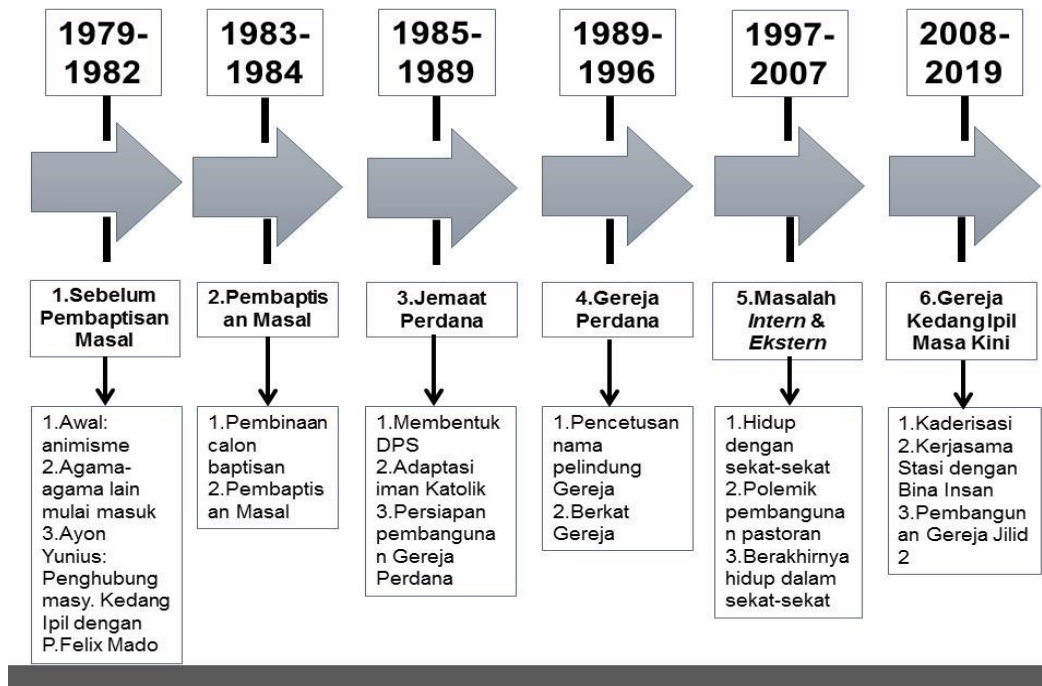 1979-
1982
1983-
1984
1985-
1989
1989-
1996
1997-
2007
2008-
2019
1.Sebelum
Pembaptisan
Masal
2.Pembaptis
an Masal
3.Jemaat
Perdana
4.Gereja
Perdana
5.Masalah
Intern &
Ekstern
6.Gereja
Kedang Ipil
Masa Kini
1.Awal:
animisme
2.Agama-
agama lain
mulai masuk
3.Ayon
Yunius:
Penghubung
masy. Kedang
Ipil dengan
P.Felix Mado
1.Pembinaan
calon
baptisan
2.Pembaptis
an Masal
1.Membentuk
DPS
2.Adaptasi
iman Katolik
3.Persiapan
pembanguna
n Gereja
Perdana
1.Pencetusan
nama
pelindung
Gereja
2.Berkat
Gereja
1.Hidup
dengan
sekat-sekat
2.Polemik
pembanguna
n pastoran
3.Berakhirnya
hidup dalam
sekat-sekat
1.Kaderisasi
2.Kerjasama
Stasi dengan
Bina Insan
3.Pembangun
an Gereja Jilid
2